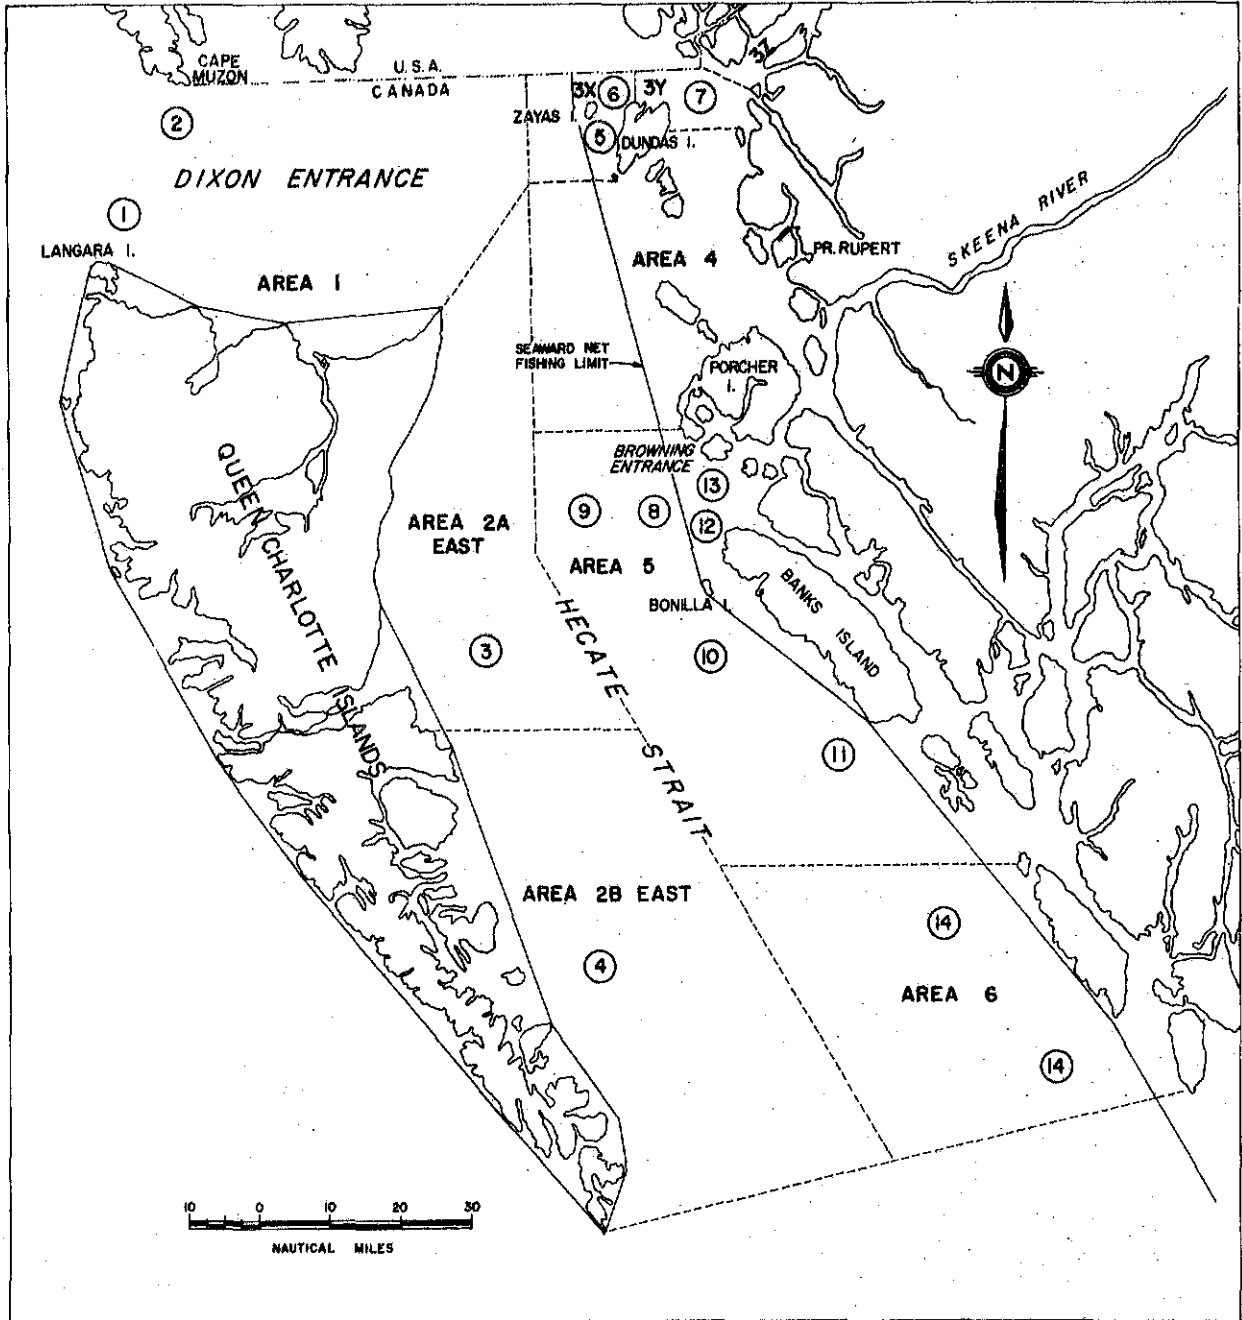 CAPE
MUZON
U.S.A.
CANADA
3Z
3X
6
3Y
7
ZAYAS I.
5
DUNDAS I.
2
DIXON ENTRANCE
1
LANGARA I.
AREA 1
AREA 4
PR. RUPERT
SKEENA RIVER
SEAWARD NET
FISHING LIMIT
PORCHER
I.
N
BROWNING
ENTRANCE
13
9
8
12
AREA 2A
EAST
AREA 5
QUEEN CHARLOTTE ISLANDS
BONILLA I.
BANKS
ISLAND
HECATE STRAIT
3
10
11
AREA 2B EAST
4
14
AREA 6
14
10 0 10 20 30
NAUTICAL MILES